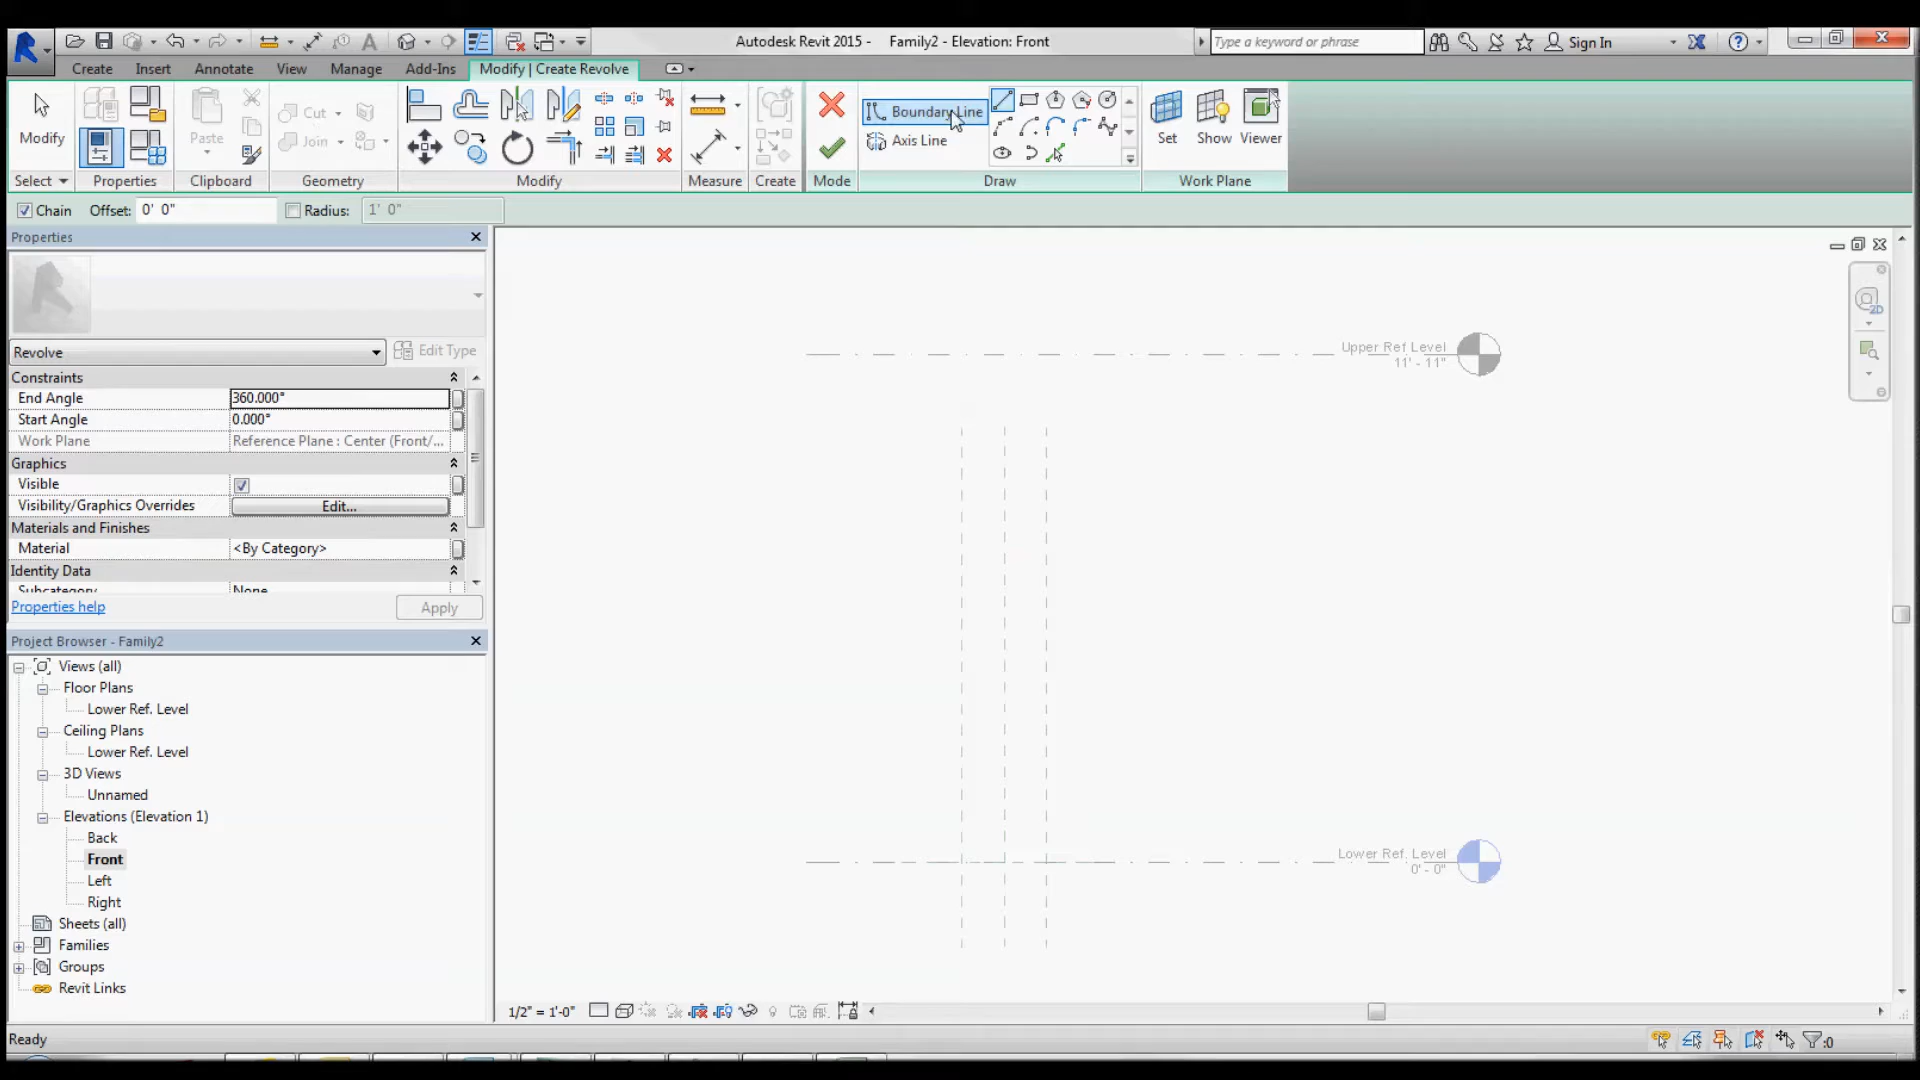 Autodesk Revit 2015 -    Family2 - Elevation: Front
Type a keyword or phrase
Sign In
Create Insert Annotate View Manage Add-Ins Modify | Create Revolve
Modify
Paste
Cut
Join
Boundary Line
Axis Line
Set Show Viewer
Select Properties Clipboard Geometry Modify Measure Create Mode Draw Work Plane
Chain Offset: 0' 0" Radius: 1' 0"
Properties
Revolve Edit Type
Constraints
End Angle 360.000°
Start Angle 0.000°
Work Plane Reference Plane : Center (Front/...
Graphics
Visible
Visibility/Graphics Overrides Edit...
Materials and Finishes
Material <By Category>
Identity Data
Subcategory None
Properties help Apply
Project Browser - Family2
Views (all)
Floor Plans
Lower Ref. Level
Ceiling Plans
Lower Ref. Level
3D Views
Unnamed
Elevations (Elevation 1)
Back
Front
Left
Right
Sheets (all)
Families
Groups
Revit Links
Upper Ref Level
11' - 11"
Lower Ref. Level
0' - 0"
1/2" = 1'-0"
Ready
:0